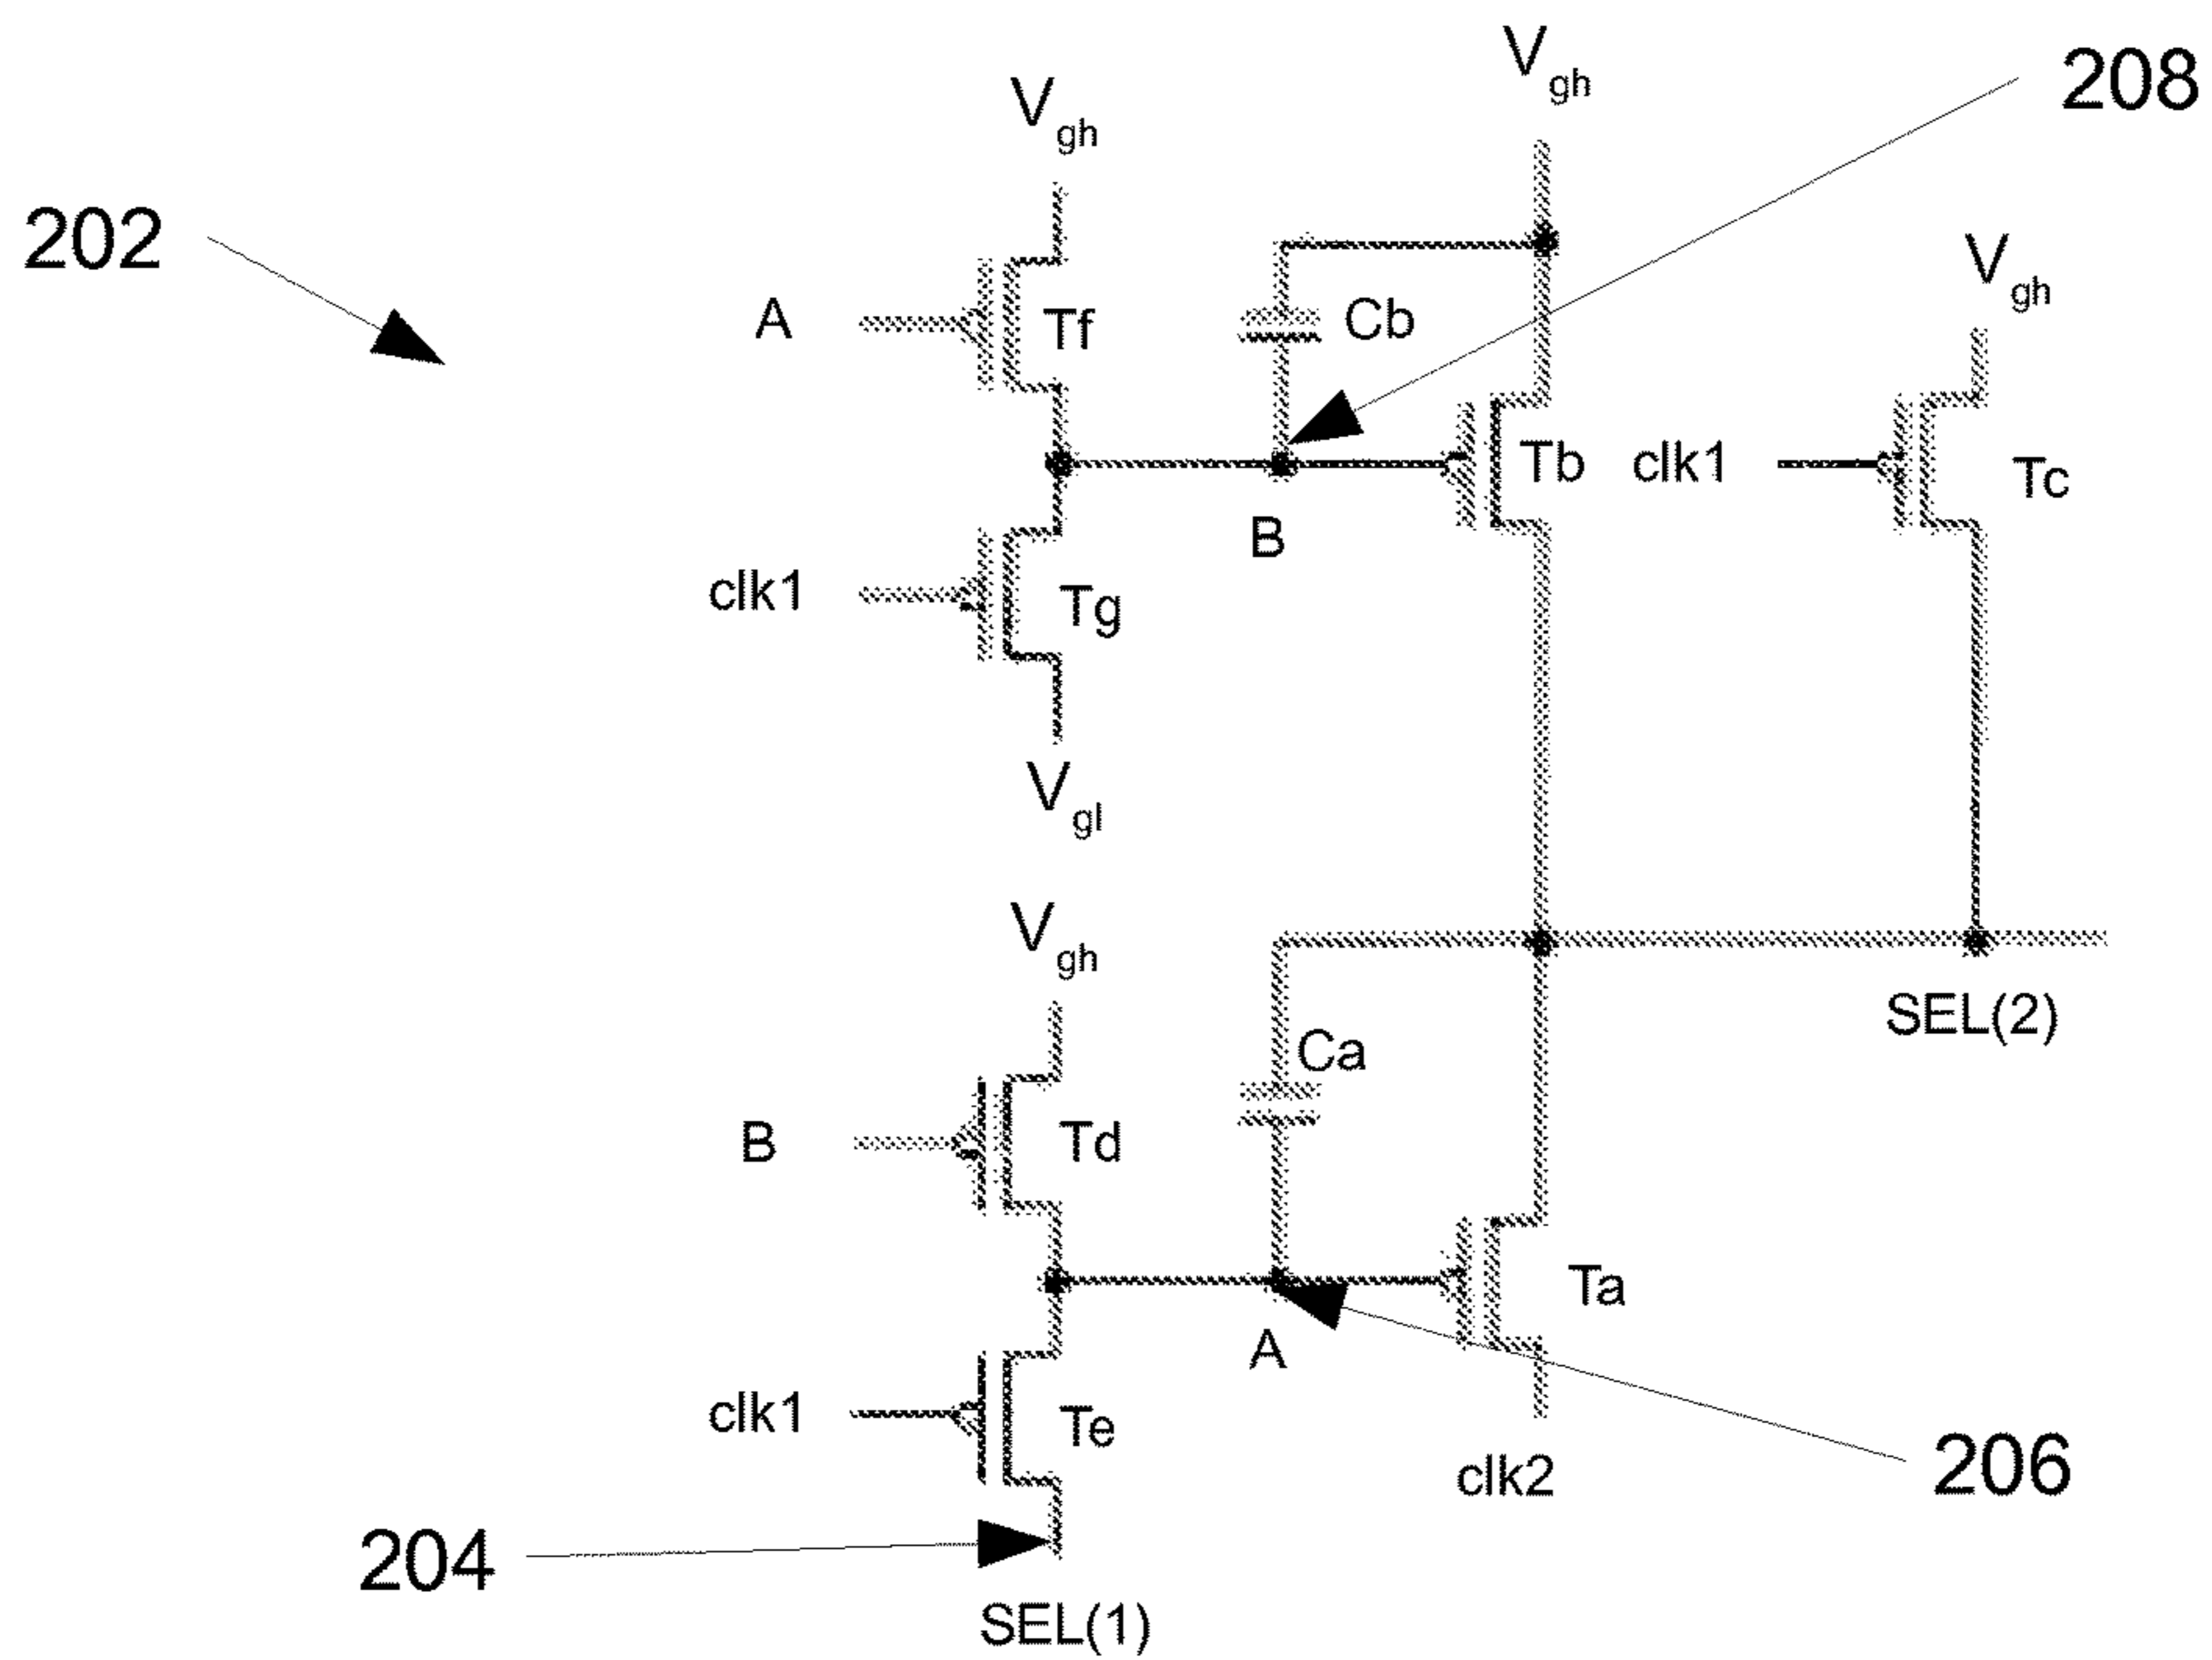 Vgh
208
Vgh
202
Vgh
A
Tf
Cb
Tb
clk1
Tc
B
clk1
Tg
Vgl
Vgh
SEL(2)
Ca
B
Td
Ta
A
clk1
Te
clk2
206
204
SEL(1)